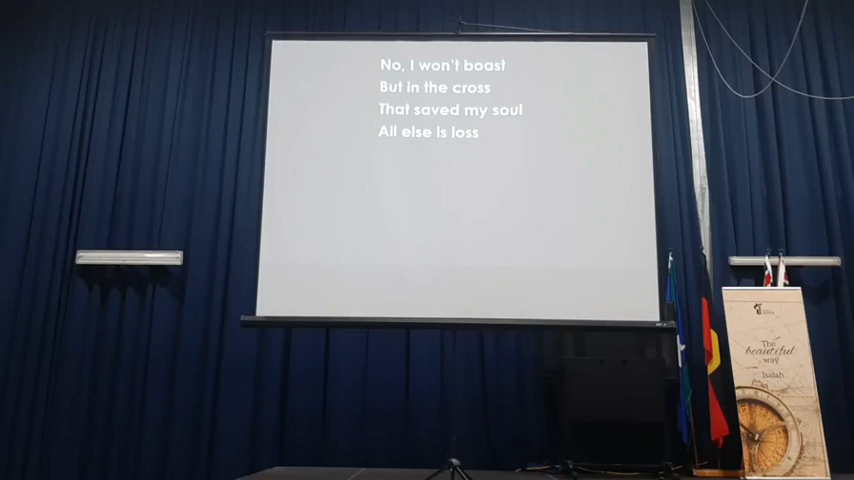 No, I won't boast
But in the cross
That saved my soul
All else is loss
The
beautiful
way
Isaiah